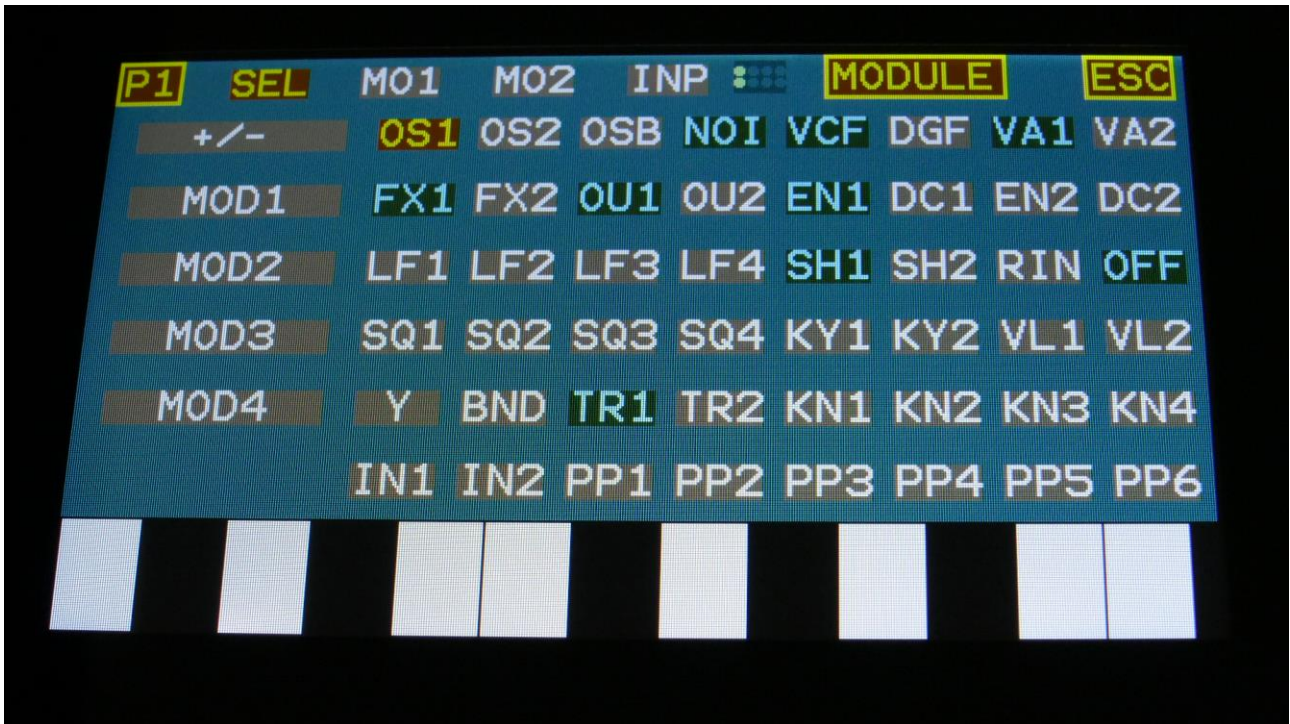 P1 SEL MO1 MO2 INP MODULE ESC
+/- OS1 OS2 OSB NOI VCF DGF VA1 VA2
MOD1 FX1 FX2 OU1 OU2 EN1 DC1 EN2 DC2
MOD2 LF1 LF2 LF3 LF4 SH1 SH2 RIN OFF
MOD3 SQ1 SQ2 SQ3 SQ4 KY1 KY2 VL1 VL2
MOD4 Y BND TR1 TR2 KN1 KN2 KN3 KN4
IN1 IN2 PP1 PP2 PP3 PP4 PP5 PP6